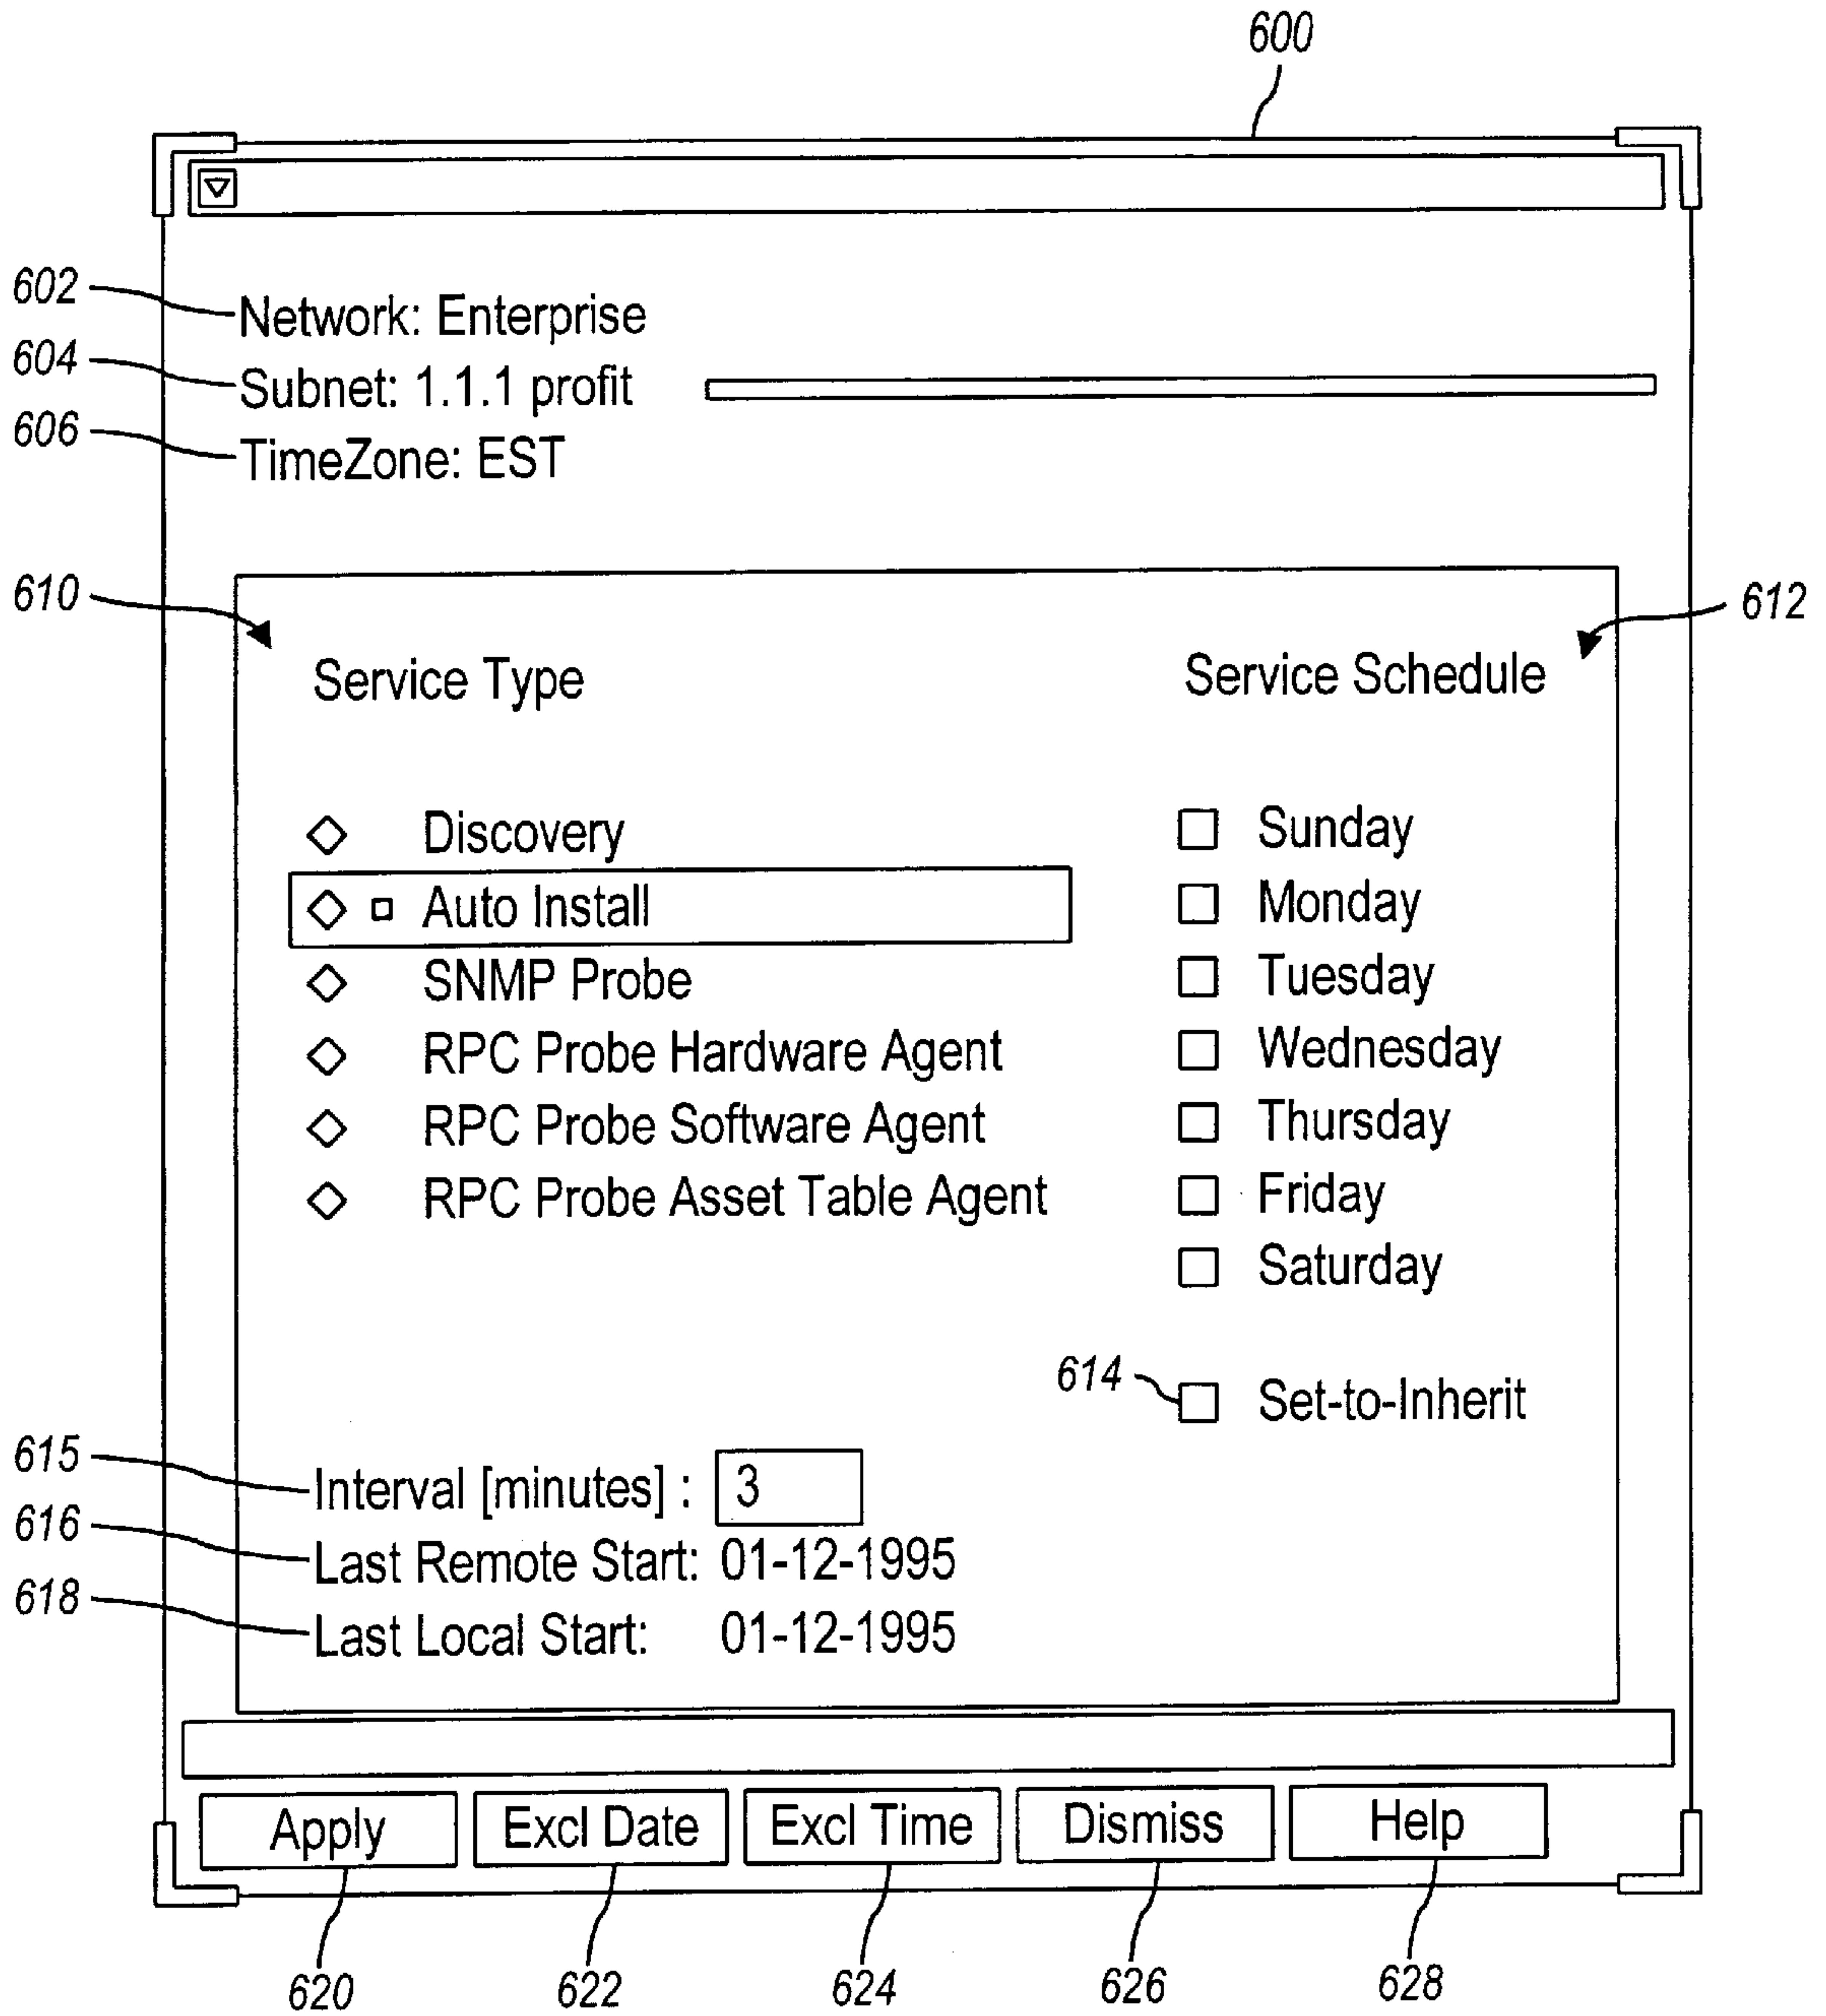 600
602
Network: Enterprise
604
Subnet: 1.1.1 profit
606
TimeZone: EST
610
612
Service Type
Service Schedule
Discovery
Sunday
Auto Install
Monday
SNMP Probe
Tuesday
RPC Probe Hardware Agent
Wednesday
RPC Probe Software Agent
Thursday
RPC Probe Asset Table Agent
Friday
Saturday
614
Set-to-Inherit
615
Interval [minutes] : 3
616
Last Remote Start: 01-12-1995
618
Last Local Start: 01-12-1995
Apply
Excl Date
Excl Time
Dismiss
Help
620
622
624
626
628